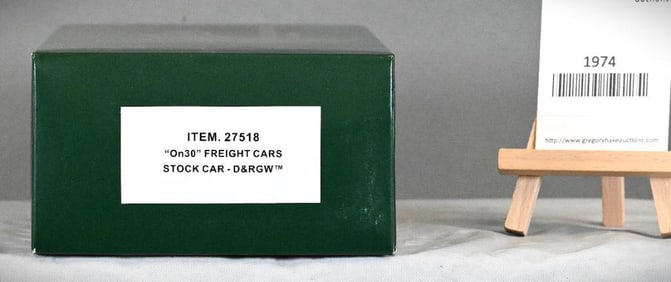 ITEM. 27518
“On30” FREIGHT CARS
STOCK CAR - D&RGW™
1974
http://www.gregoryhakeauctions.com